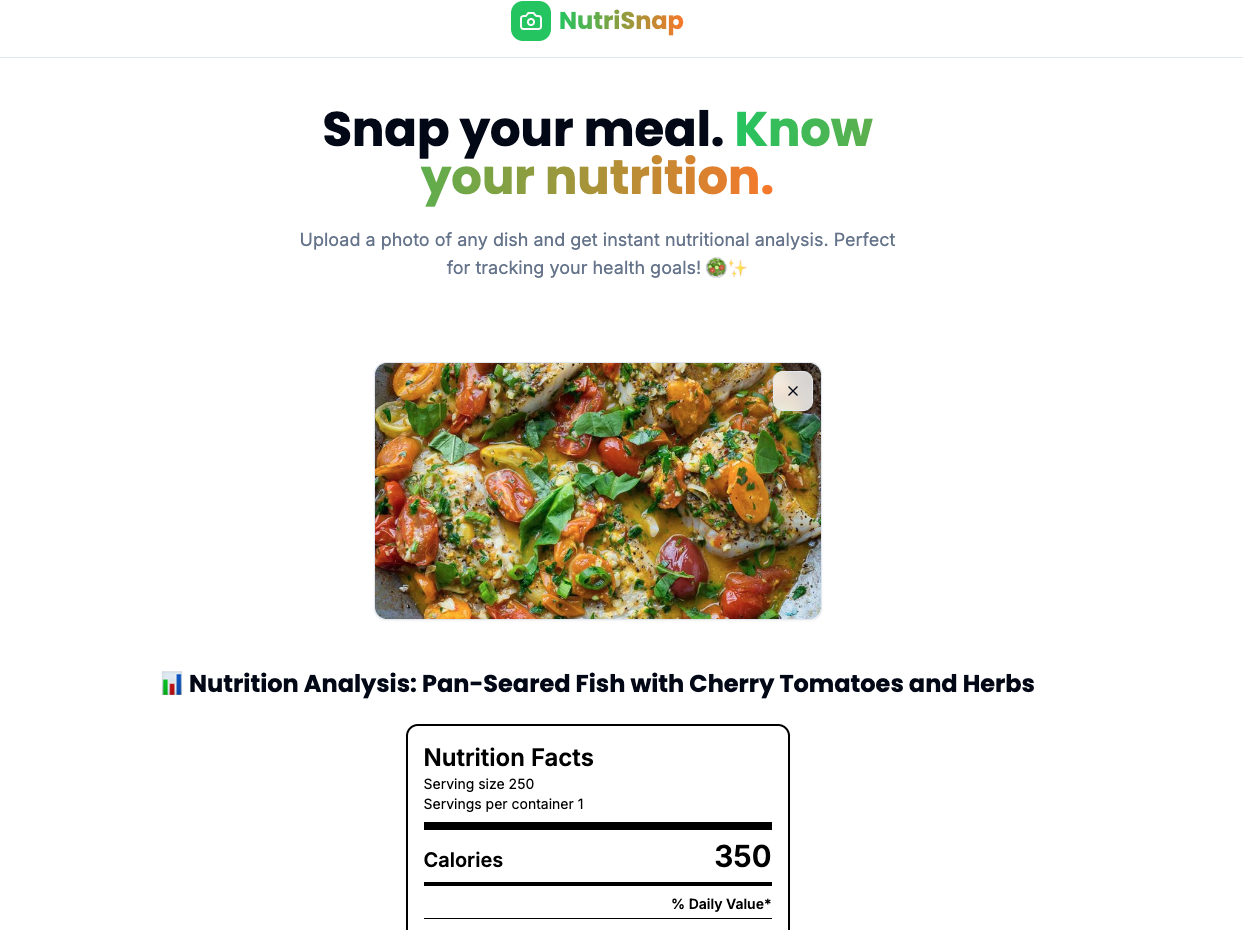 NutriSnap
Snap your meal. Know
your nutrition.
Upload a photo of any dish and get instant nutritional analysis. Perfect
for tracking your health goals! 🥗✨
📊 Nutrition Analysis: Pan-Seared Fish with Cherry Tomatoes and Herbs
Nutrition Facts
Serving size 250
Servings per container 1
Calories 350
% Daily Value*